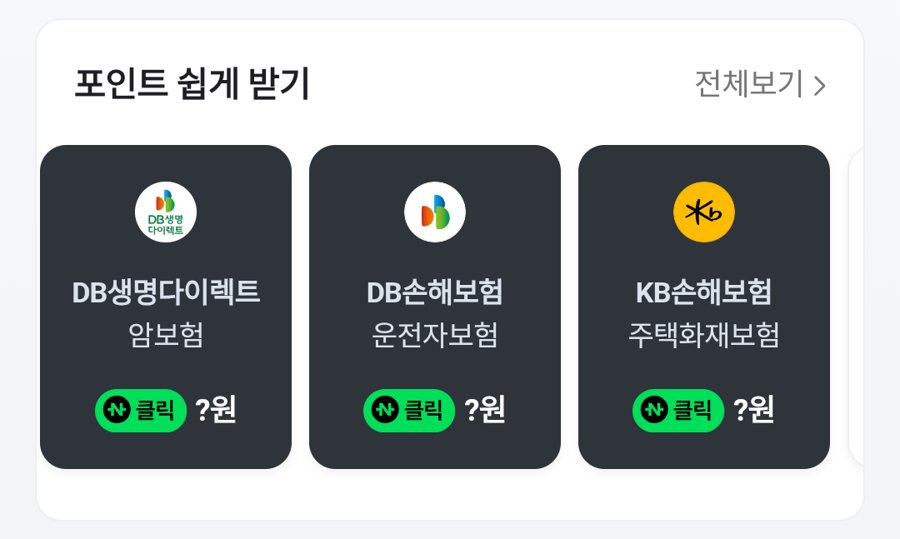 포인트 쉽게 받기
전체보기 >
DB생명
다이렉트
DB생명다이렉트
암보험
N 클릭 ?원
DB손해보험
운전자보험
N 클릭 ?원
KB손해보험
주택화재보험
N 클릭 ?원